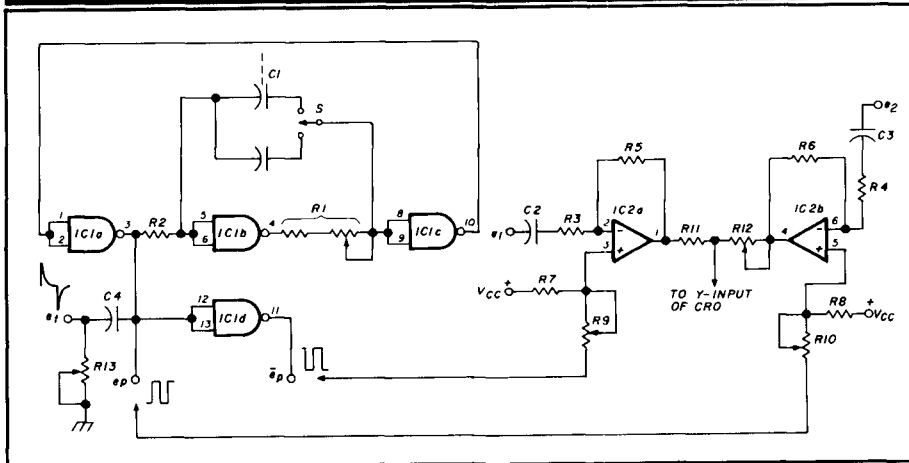 C1
S
e2
C3
R5
R6
R4
1
2
IC1a
3
R2
5
6
IC1b
4
R1
8
9
IC1c
10
C2
R3
e1
2
3
IC2a
1
R11
R12
IC2b
4
6
5
TO Y-INPUT
OF CRO
VCC
+
R7
R8
+
VCC
R9
R10
C4
et
12
13
IC1d
11
R13
ep
ēp